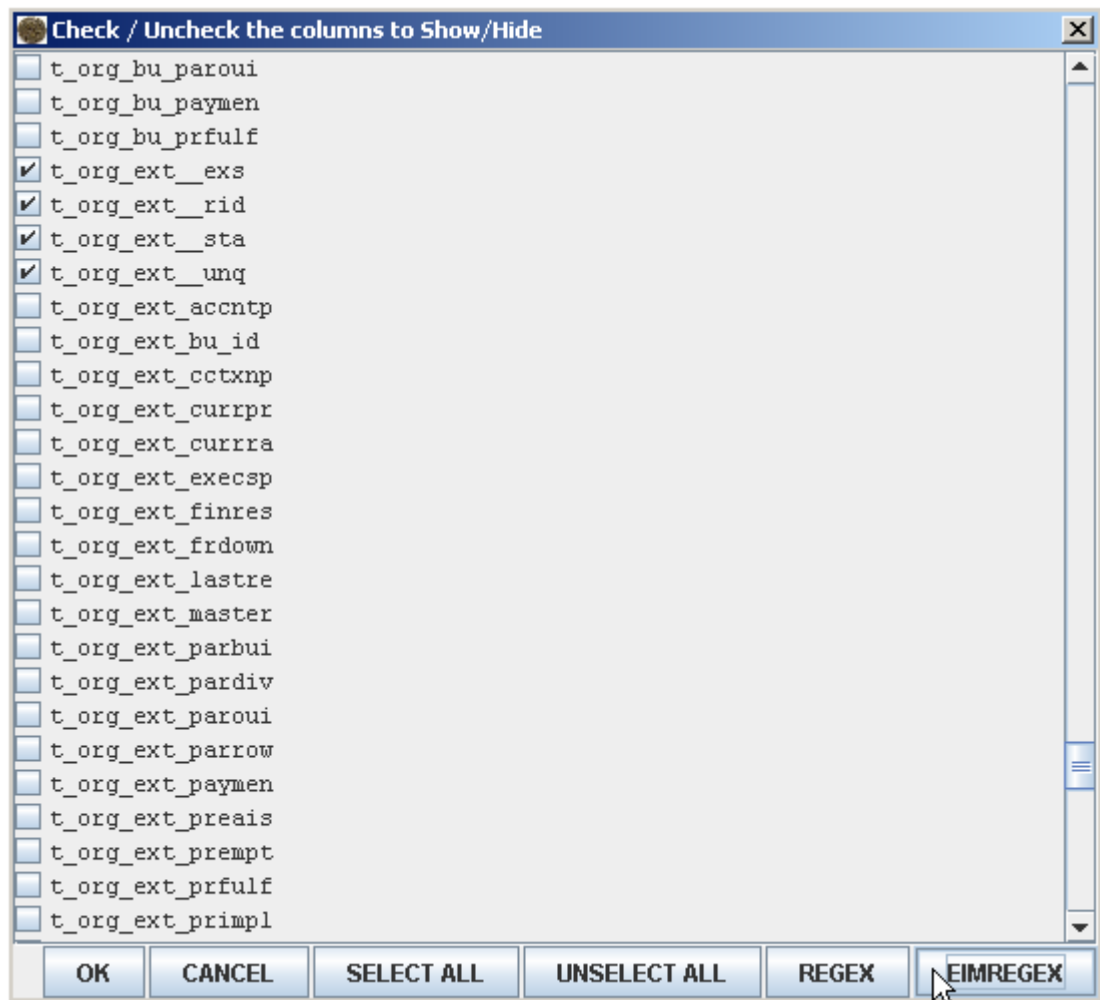 Check / Uncheck the columns to Show/Hide
t_org_bu_paroui
t_org_bu_paymen
t_org_bu_prfulf
t_org_ext__exs
t_org_ext__rid
t_org_ext__sta
t_org_ext__unq
t_org_ext_accntp
t_org_ext_bu_id
t_org_ext_cctxnp
t_org_ext_currpr
t_org_ext_currra
t_org_ext_execsp
t_org_ext_finres
t_org_ext_frdown
t_org_ext_lastre
t_org_ext_master
t_org_ext_parbui
t_org_ext_pardiv
t_org_ext_paroui
t_org_ext_parrow
t_org_ext_paymen
t_org_ext_preais
t_org_ext_prempt
t_org_ext_prfulf
t_org_ext_primpl
OK CANCEL SELECT ALL UNSELECT ALL REGEX EIMREGEX